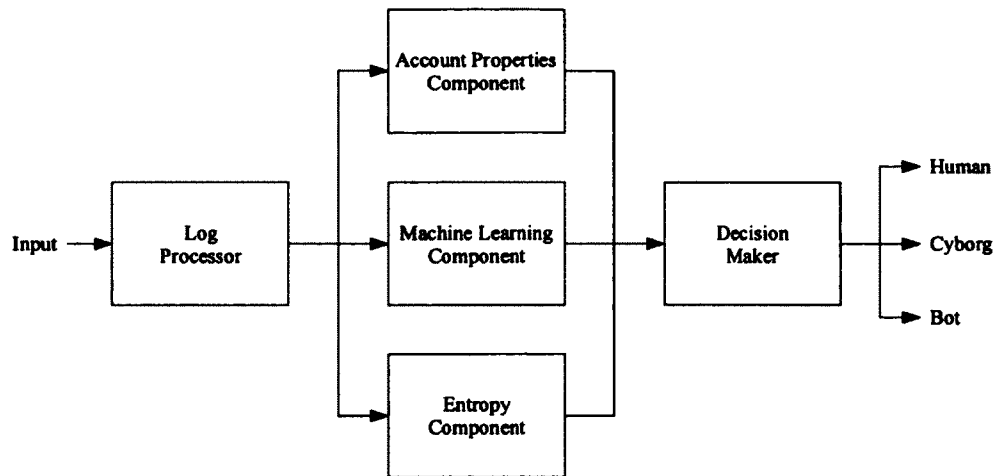 Input
Log
Processor
Account Properties
Component
Machine Learning
Component
Entropy
Component
Decision
Maker
Human
Cyborg
Bot